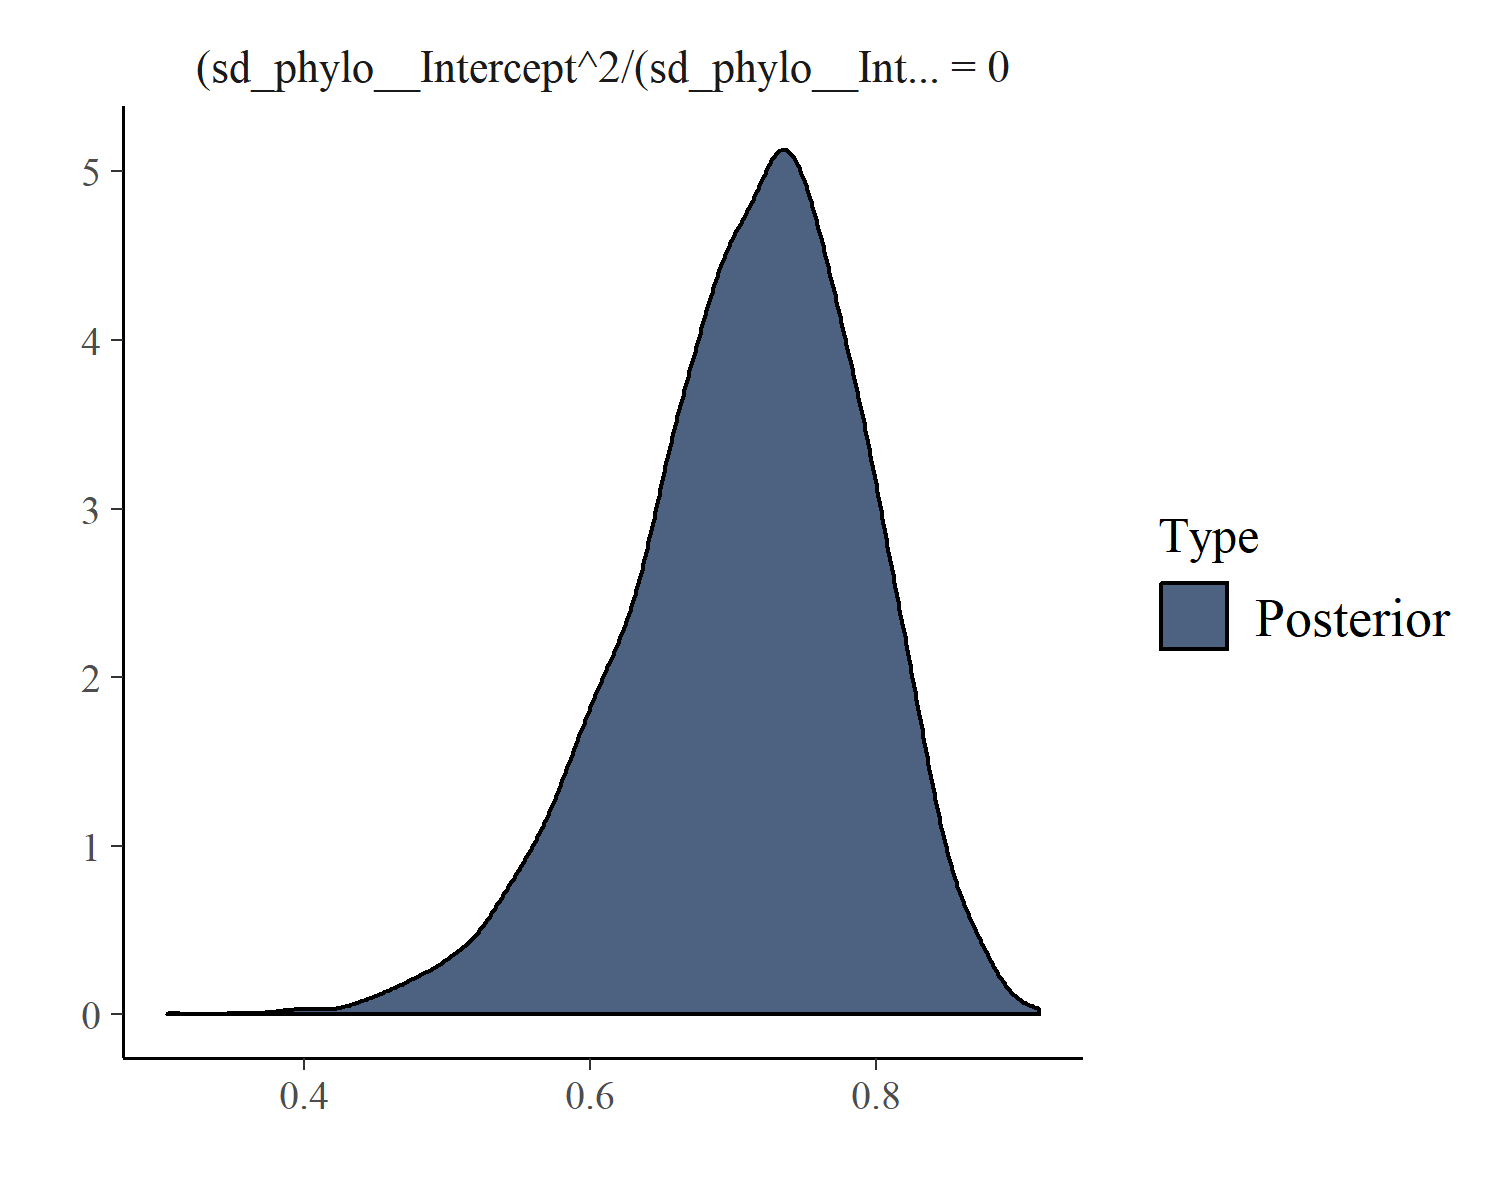 (sd_phylo__Intercept^2/(sd_phylo__Int... = 0
5
4
3
2
1
0
0.4 0.6 0.8
Type
Posterior